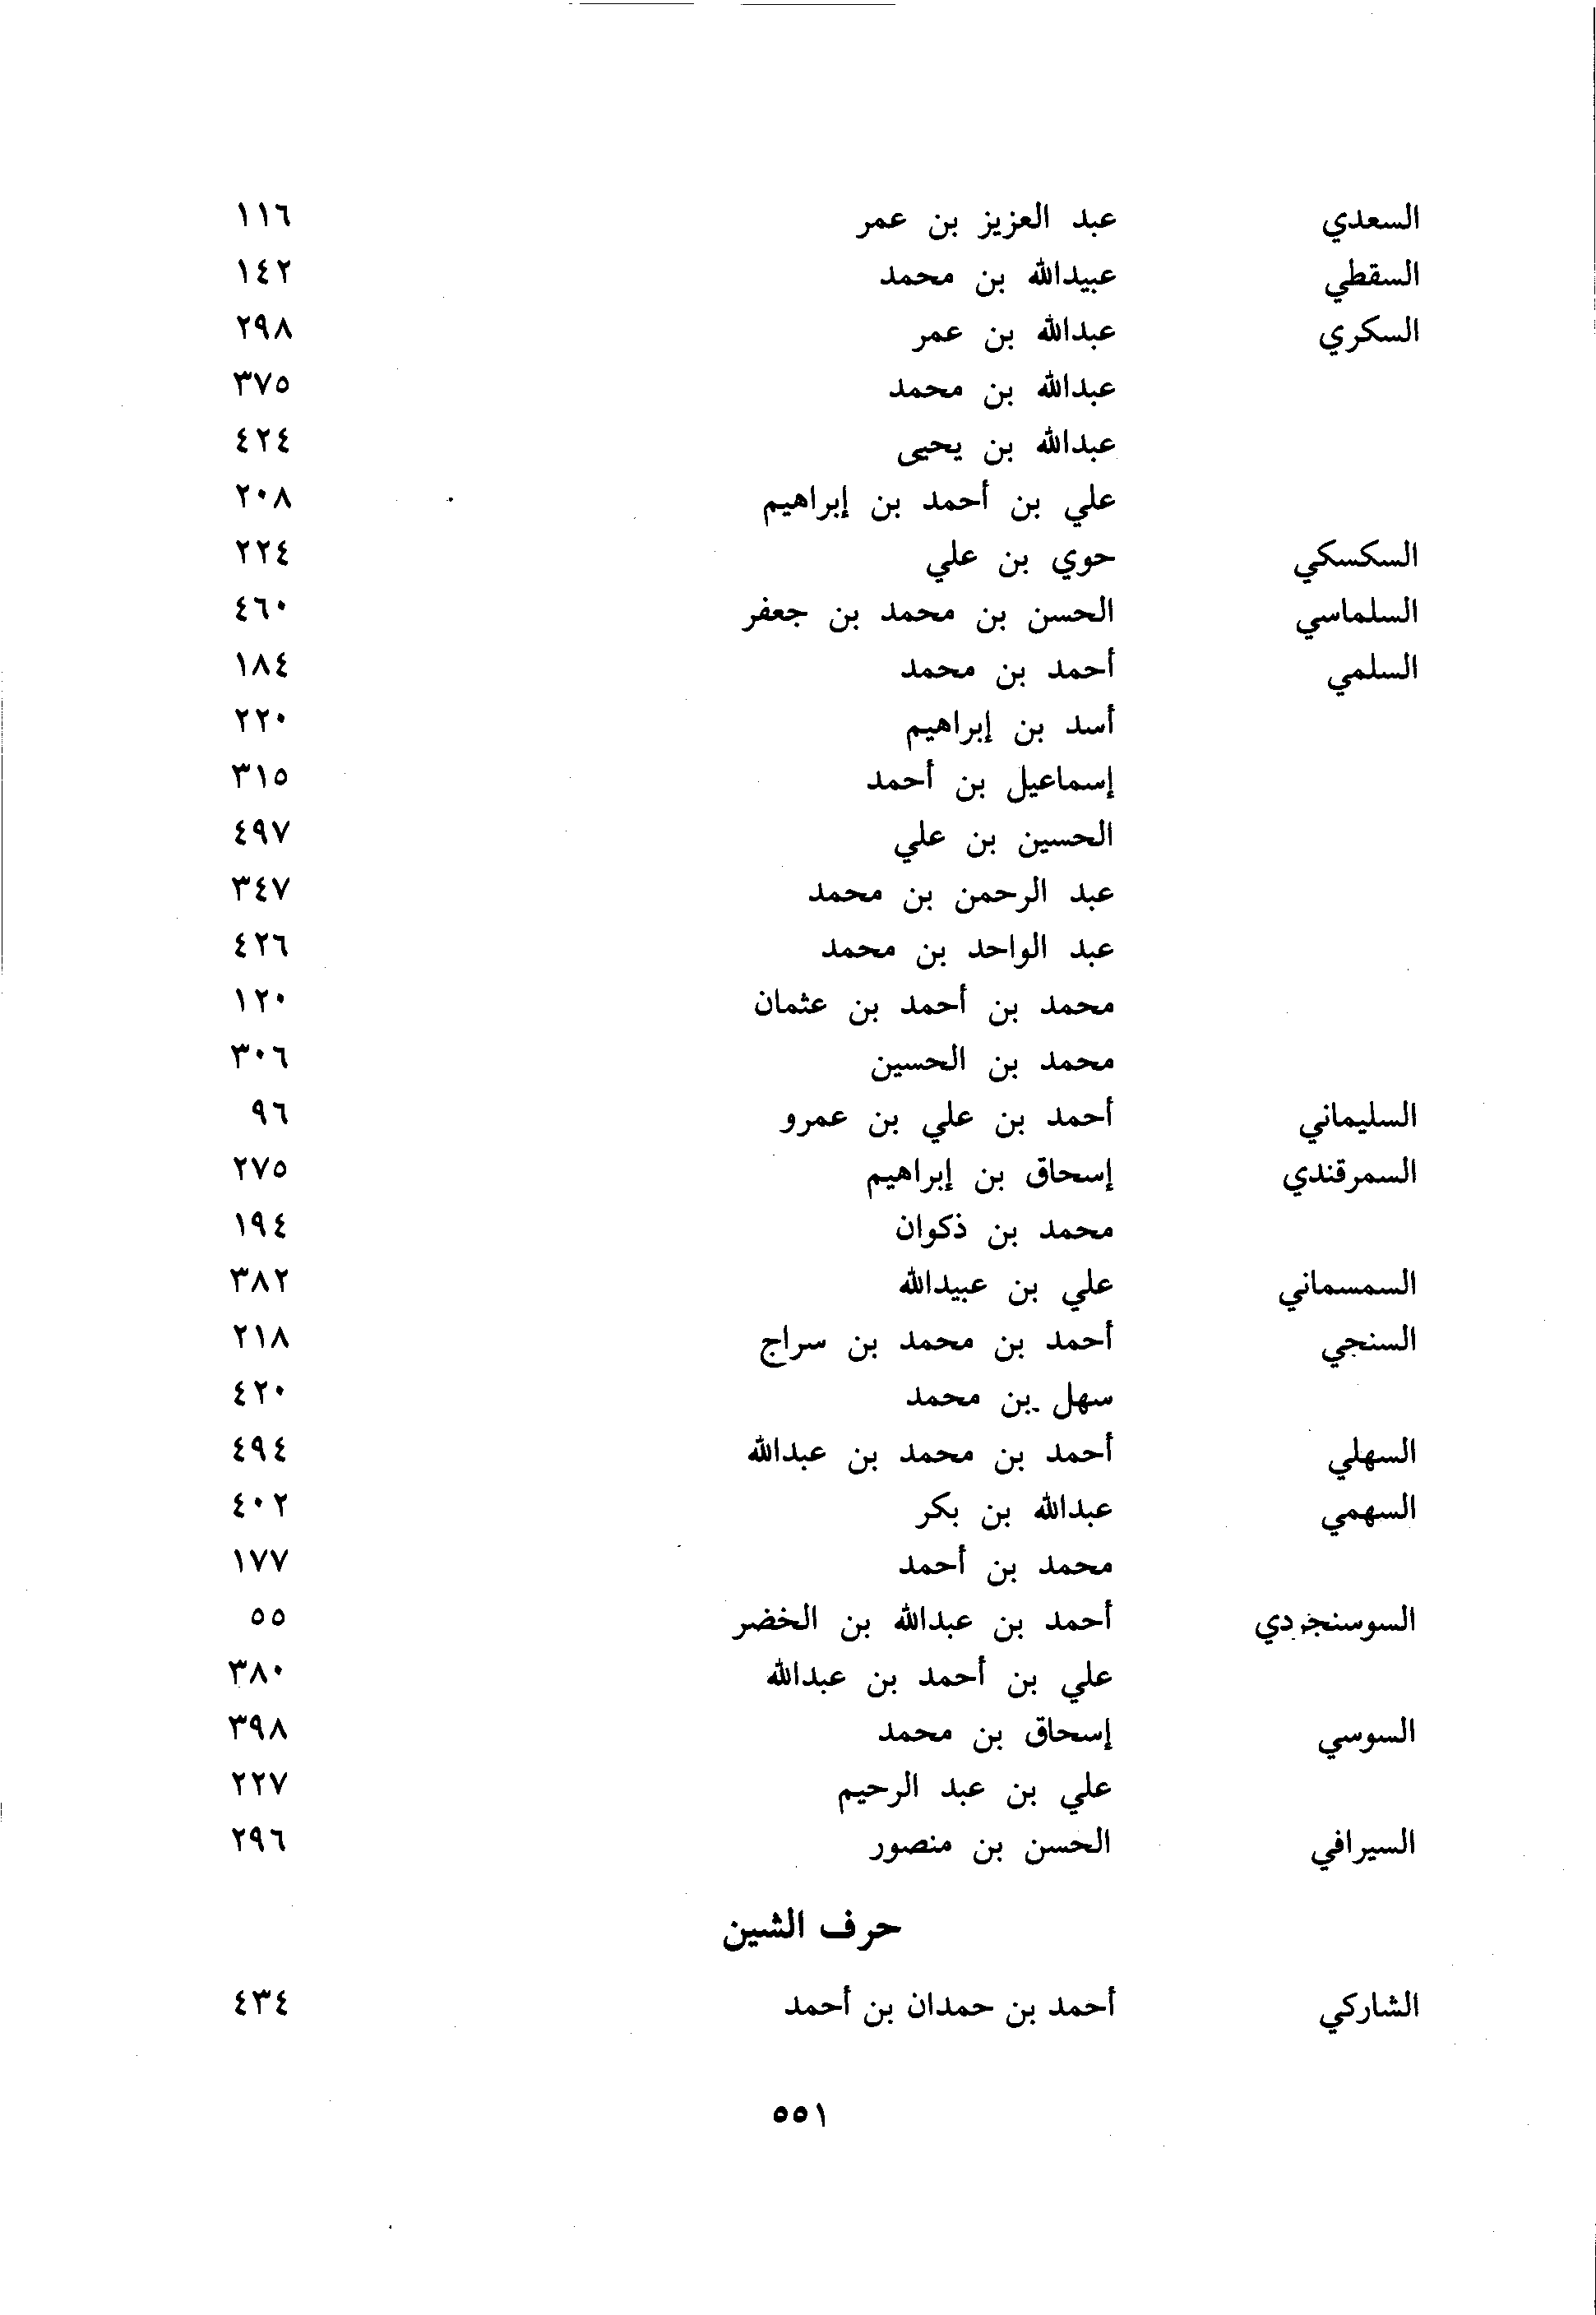 السعدي عبد العزيز بن عمر ١١٦
السقطي عبيدالله بن محمد ١٤٢
السكري عبدالله بن عمر ٢٩٨
عبدالله بن محمد ٣٧٥
عبدالله بن يحيى ٤٢٤
علي بن أحمد بن إبراهيم ٢٠٨
السكسكي حوي بن علي ٢٢٤
السلماسي الحسن بن محمد بن جعفر ٤٦٠
السلمي أحمد بن محمد ١٨٤
أسد بن إبراهيم ٢٢٠
إسماعيل بن أحمد ٣١٥
الحسين بن علي ٤٩٧
عبد الرحمن بن محمد ٣٤٧
عبد الواحد بن محمد ٤٢٦
محمد بن أحمد بن عثمان ١٢٠
محمد بن الحسين ٣٠٦
السليماني أحمد بن علي بن عمرو ٩٦
السمرقندي إسحاق بن إبراهيم ٢٧٥
محمد بن ذكوان ١٩٤
السمسماني علي بن عبيدالله ٣٨٢
السنجي أحمد بن محمد بن سراج ٢١٨
سهل بن محمد ٤٢٠
السهلي أحمد بن محمد بن عبدالله ٤٩٤
السهمي عبدالله بن بكر ٤٠٢
محمد بن أحمد ١٧٧
السوسنجردي أحمد بن عبدالله بن الخضر ٥٥
علي بن أحمد بن عبدالله ٣٨٠
السوسي إسحاق بن محمد ٣٩٨
علي بن عبد الرحيم ٢٢٧
السيرافي الحسن بن منصور ٢٩٦
حرف الشين
الشاركي أحمد بن حمدان بن أحمد ٤٣٤
٥٥١